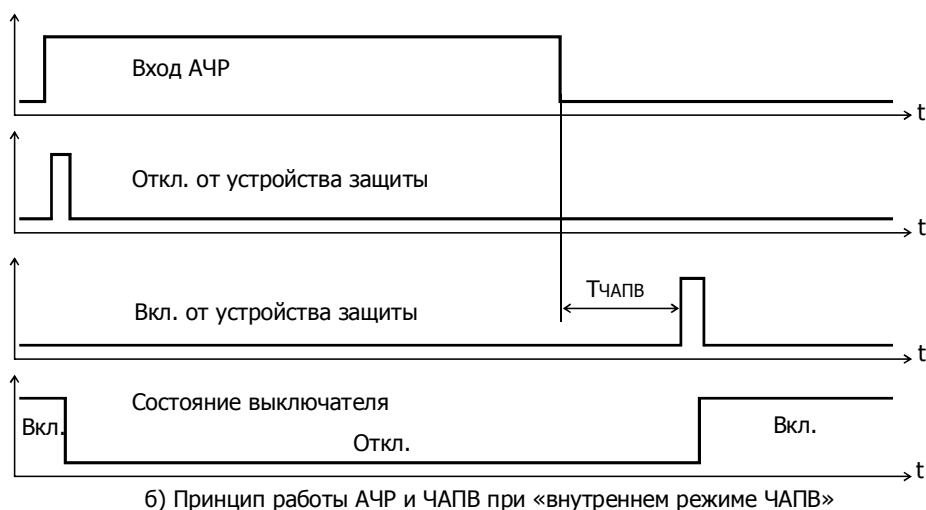 Вход АЧР
t
Откл. от устройства защиты
t
TЧАПВ
Вкл. от устройства защиты
t
Состояние выключателя
Вкл.
Откл.
Вкл.
t
б) Принцип работы АЧР и ЧАПВ при «внутреннем режиме ЧАПВ»